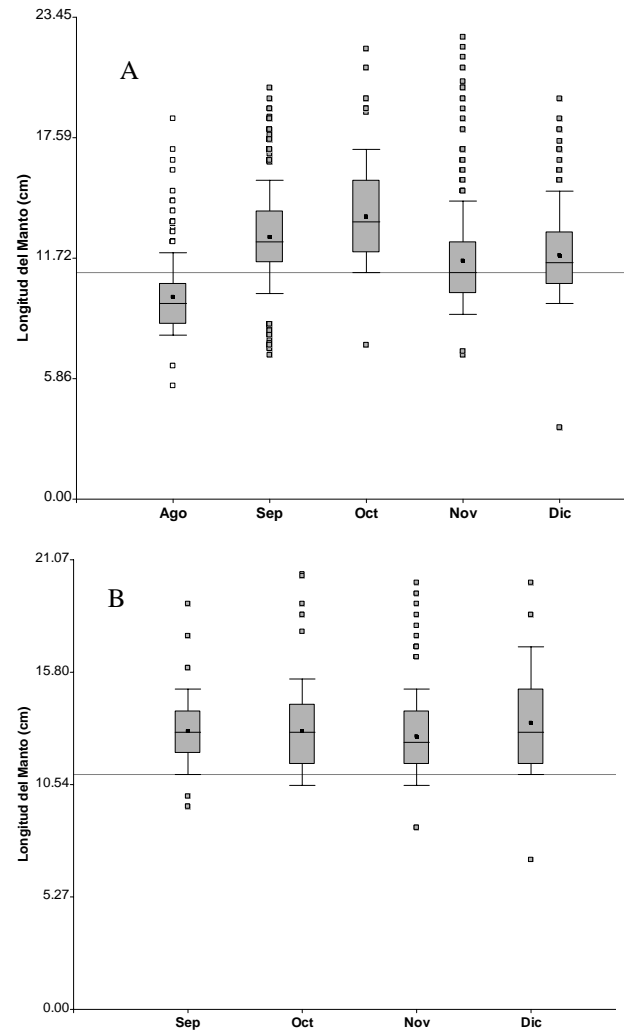 23.45
A
17.59
11.72
5.86
0.00
Longitud del Manto (cm)
Ago Sep Oct Nov Dic
21.07
B
15.80
10.54
5.27
0.00
Longitud del Manto (cm)
Sep Oct Nov Dic